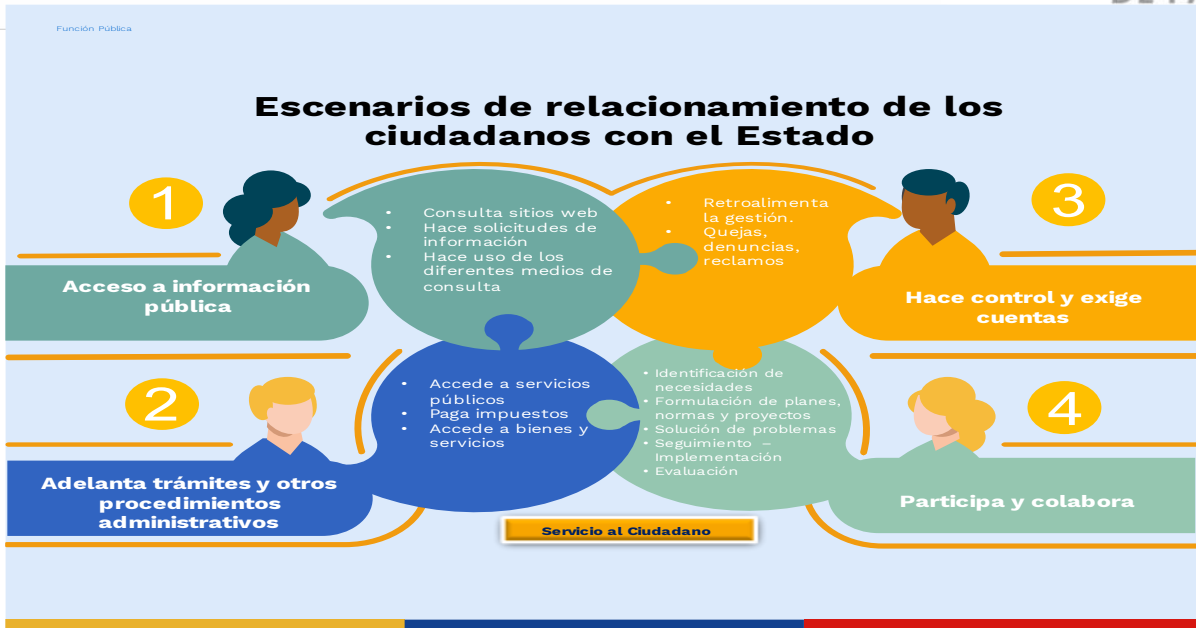 Función Pública
Escenarios de relacionamiento de los
ciudadanos con el Estado
1
Acceso a información
pública
• Consulta sitios web
• Hace solicitudes de
información
• Hace uso de los
diferentes medios de
consulta
2
Adelanta trámites y otros
procedimientos
administrativos
• Accede a servicios
públicos
• Paga impuestos
• Accede a bienes y
servicios
3
Hace control y exige
cuentas
• Retroalimenta
la gestión.
• Quejas,
denuncias,
reclamos
4
Participa y colabora
• Identificación de
necesidades
• Formulación de planes,
normas y proyectos
• Solución de problemas
• Seguimiento –
Implementación
• Evaluación
Servicio al Ciudadano